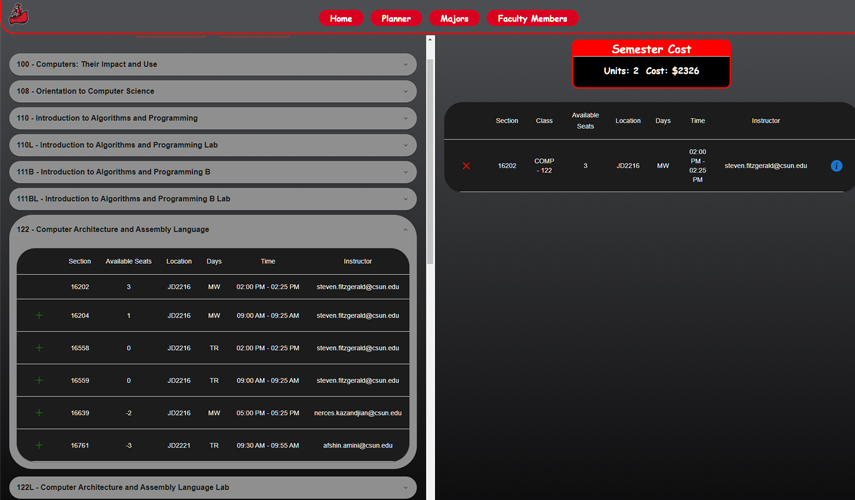 Home Planner Majors Faculty Members
100 - Computers: Their Impact and Use
108 - Orientation to Computer Science
110 - Introduction to Algorithms and Programming
110L - Introduction to Algorithms and Programming Lab
111B - Introduction to Algorithms and Programming B
111BL - Introduction to Algorithms and Programming B Lab
122 - Computer Architecture and Assembly Language
Section Available Seats Location Days Time Instructor
16202 3 JD2216 MW 02:00 PM - 02:25 PM steven.fitzgerald@csun.edu
16204 1 JD2216 MW 09:00 AM - 09:25 AM steven.fitzgerald@csun.edu
16558 0 JD2216 TR 02:00 PM - 02:25 PM steven.fitzgerald@csun.edu
16559 0 JD2216 TR 09:00 AM - 09:25 AM steven.fitzgerald@csun.edu
16639 -2 JD2216 MW 05:00 PM - 05:25 PM nerces.kazandjian@csun.edu
16761 -3 JD2221 TR 09:30 AM - 09:55 AM afshin.amini@csun.edu
122L - Computer Architecture and Assembly Language Lab
Semester Cost
Units: 2 Cost: $2326
Section Class Available Seats Location Days Time Instructor
16202 COMP - 122 3 JD2216 MW 02:00 PM - 02:25 PM steven.fitzgerald@csun.edu